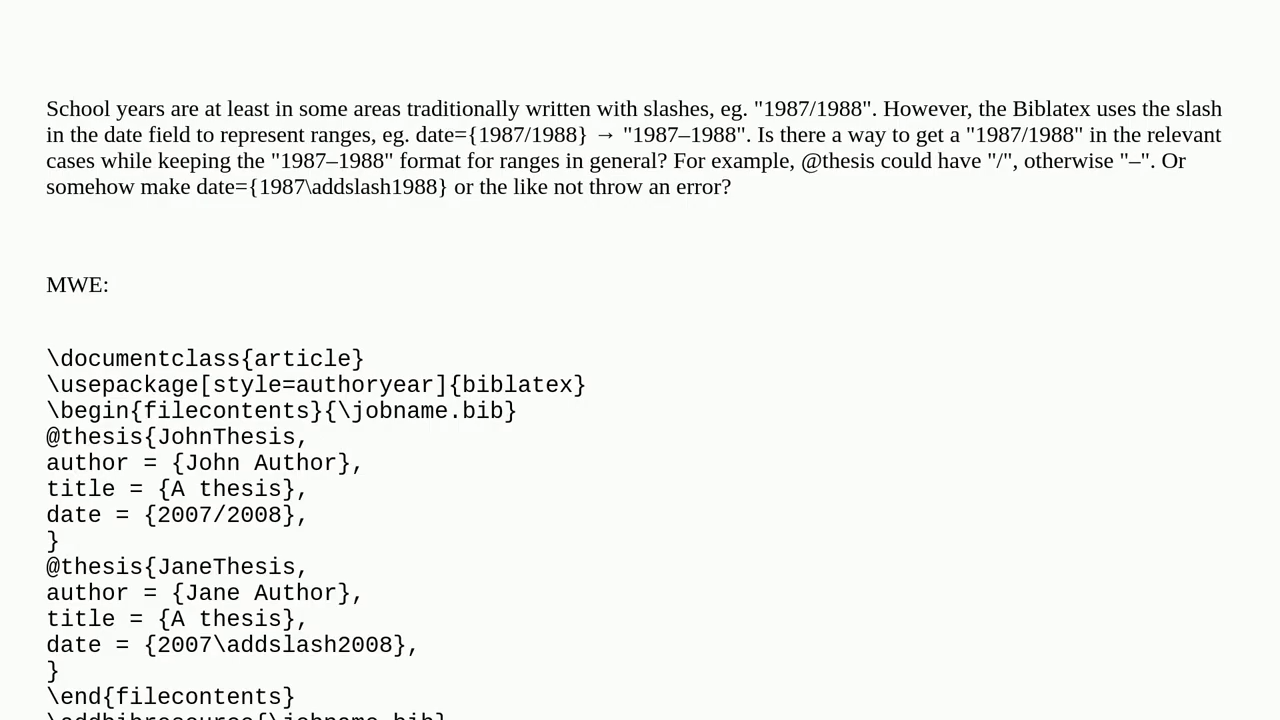 School years are at least in some areas traditionally written with slashes, eg. "1987/1988". However, the Biblatex uses the slash
in the date field to represent ranges, eg. date={1987/1988} → "1987–1988". Is there a way to get a "1987/1988" in the relevant
cases while keeping the "1987–1988" format for ranges in general? For example, @thesis could have "/", otherwise "–". Or
somehow make date={1987\addslash1988} or the like not throw an error?
MWE:
\documentclass{article}
\usepackage[style=authoryear]{biblatex}
\begin{filecontents}{\jobname.bib}
@thesis{JohnThesis,
author = {John Author},
title = {A thesis},
date = {2007/2008},
}
@thesis{JaneThesis,
author = {Jane Author},
title = {A thesis},
date = {2007\addslash2008},
}
\end{filecontents}
\addbibresource{\jobname.bib}